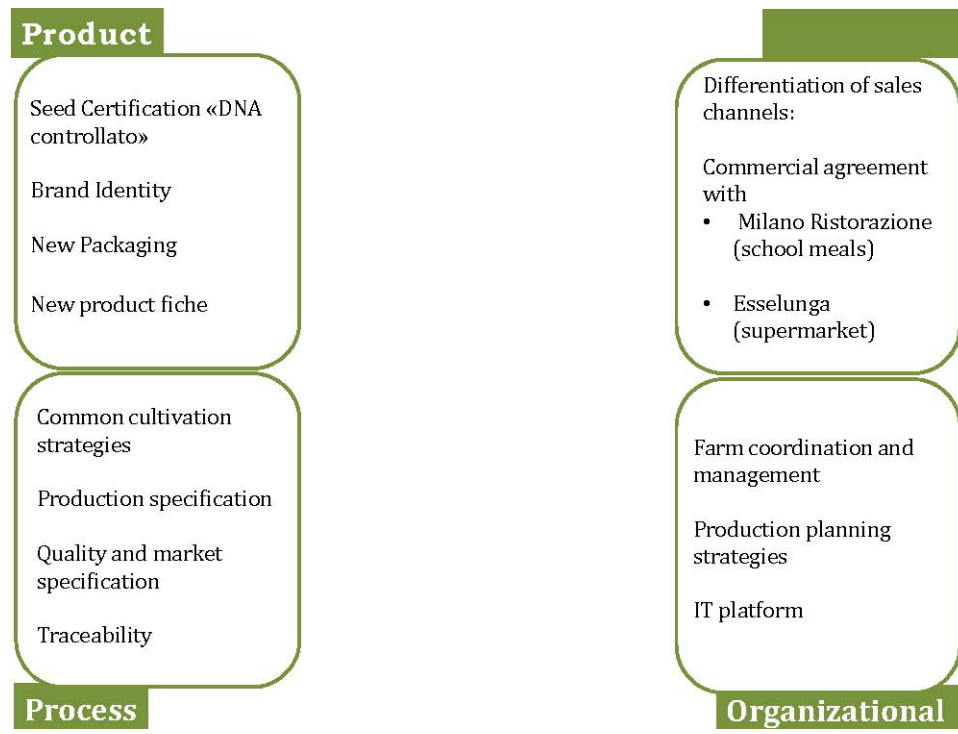 Product
Seed Certification «DNA
controllato»
Brand Identity
New Packaging
New product fiche
Differentiation of sales
channels:
Commercial agreement
with
• Milano Ristorazione
(school meals)
• Esselunga
(supermarket)
Common cultivation
strategies
Production specification
Quality and market
specification
Traceability
Process
Farm coordination and
management
Production planning
strategies
IT platform
Organizational